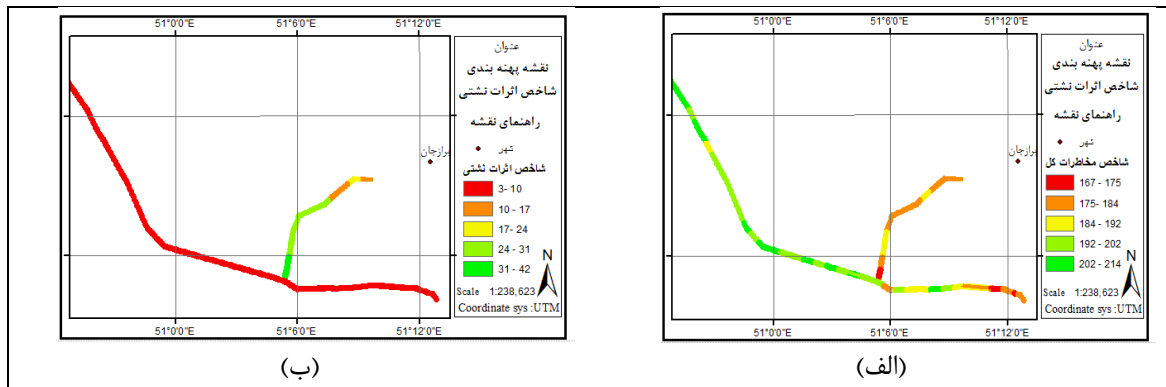 51°0'0"E 51°6'0"E 51°12'0"E
عنوان
نقشه پهنه بندی
شاخص اثرات نشتی
راهنمای نقشه
شهر
شاخص مخاطرات کل
167 - 175
175- 184
184 - 192
192 - 202
202 - 214
N
Scale 1:238,623
Coordinate sys :UTM
برازجان
51°0'0"E 51°6'0"E 51°12'0"E
(الف)
51°0'0"E 51°6'0"E 51°12'0"E
عنوان
نقشه پهنه بندی
شاخص اثرات نشتی
راهنمای نقشه
شهر
شاخص اثرات نشتی
3- 10
10 - 17
17- 24
24 - 31
31 - 42
N
Scale 1:238,623
Coordinate sys :UTM
برازجان
51°0'0"E 51°6'0"E 51°12'0"E
(ب)